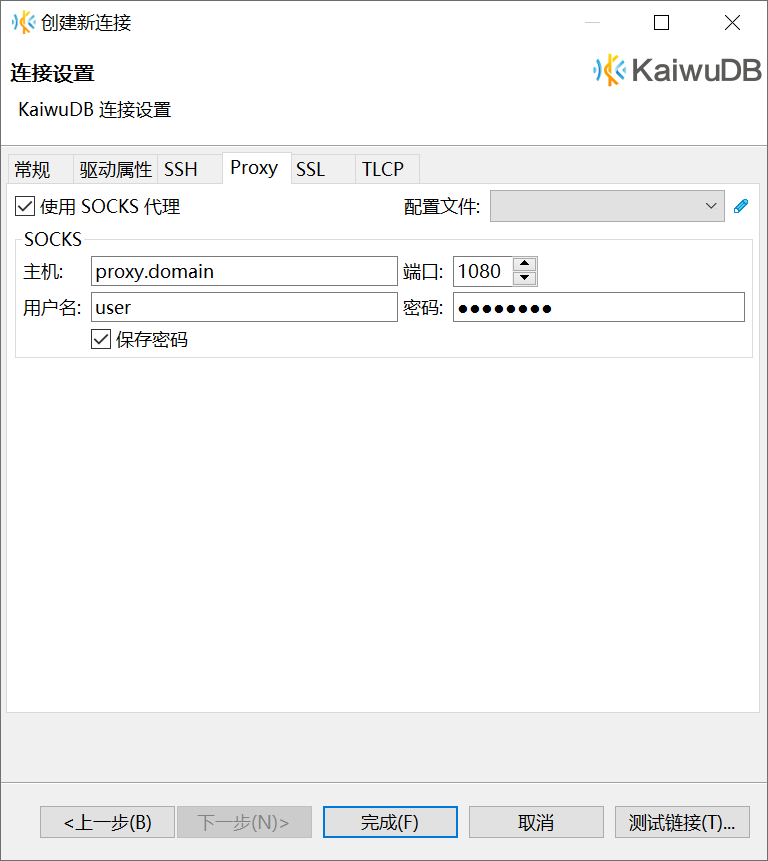 创建新连接
连接设置
KaiwuDB
KaiwuDB 连接设置
常规 驱动属性 SSH Proxy SSL TLCP
使用 SOCKS 代理 配置文件:
SOCKS
主机: proxy.domain 端口: 1080
用户名: user 密码: ●●●●●●●●
保存密码
<上一步(B) 下一步(N)> 完成(F) 取消 测试链接(T)...